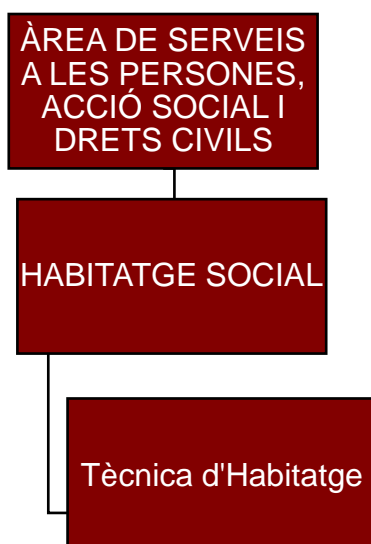 ÀREA DE SERVEIS
A LES PERSONES,
ACCIÓ SOCIAL I
DRETS CIVILS
HABITATGE SOCIAL
Tècnica d'Habitatge